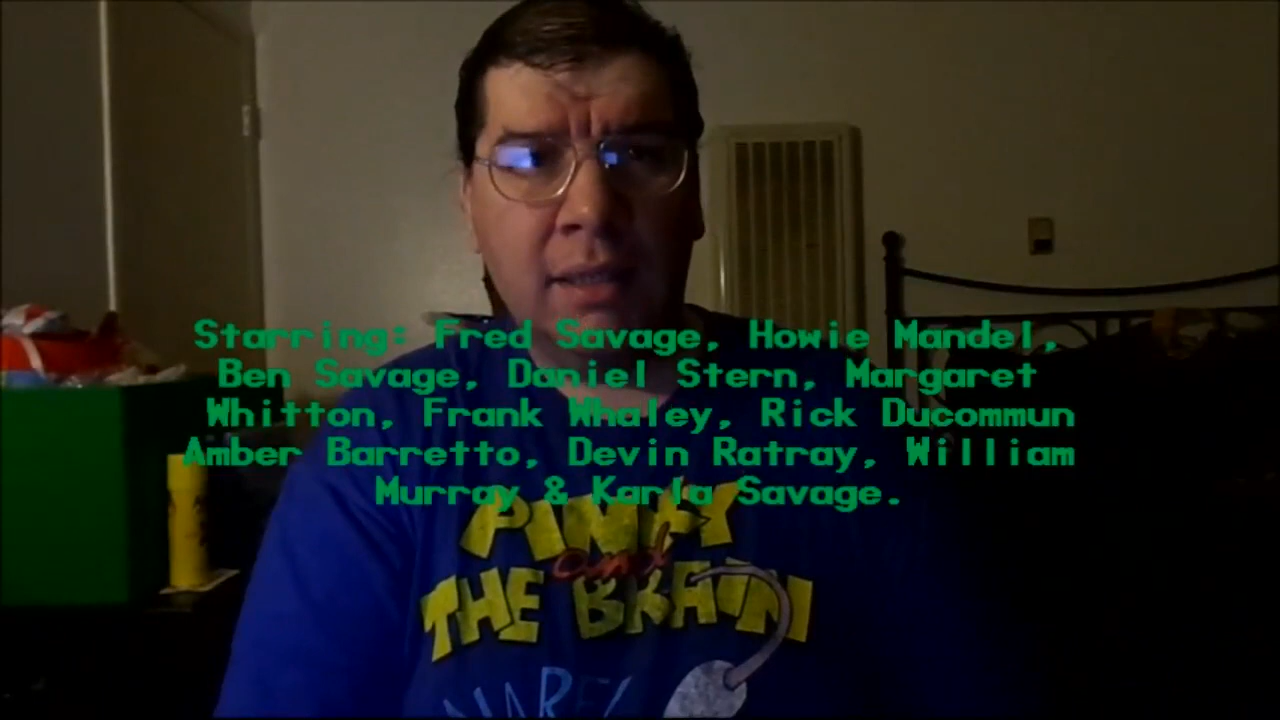 Starring: Fred Savage, Howie Mandel,
Ben Savage, Daniel Stern, Margaret
Whitton, Frank Whaley, Rick Ducommun
Amber Barretto, Devin Ratray, William
Murray & Karla Savage.
PINKY
and
THE BRAIN
NARF!